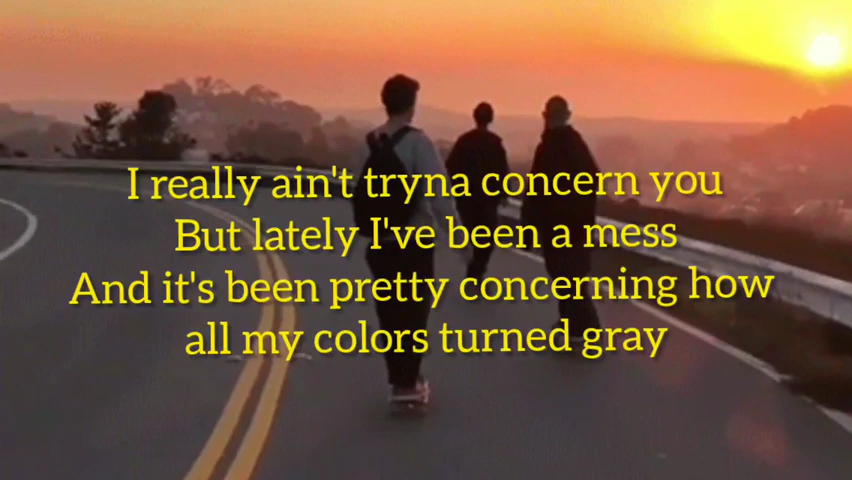 I really ain't tryna concern you
But lately I've been a mess
And it's been pretty concerning how
all my colors turned gray